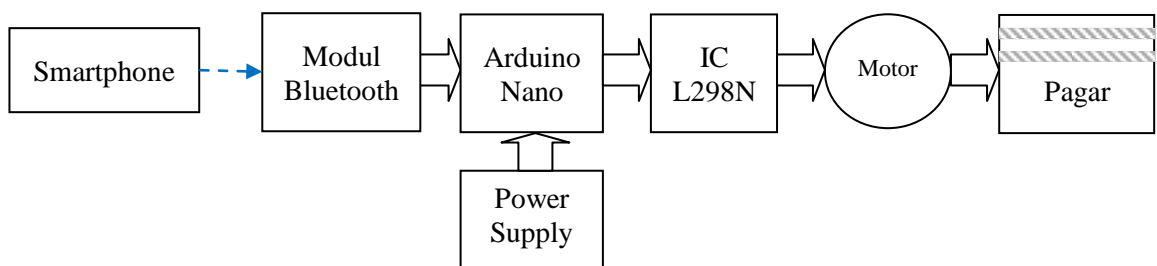 Smartphone
Modul
Bluetooth
Arduino
Nano
IC
L298N
Motor
Pagar
Power
Supply